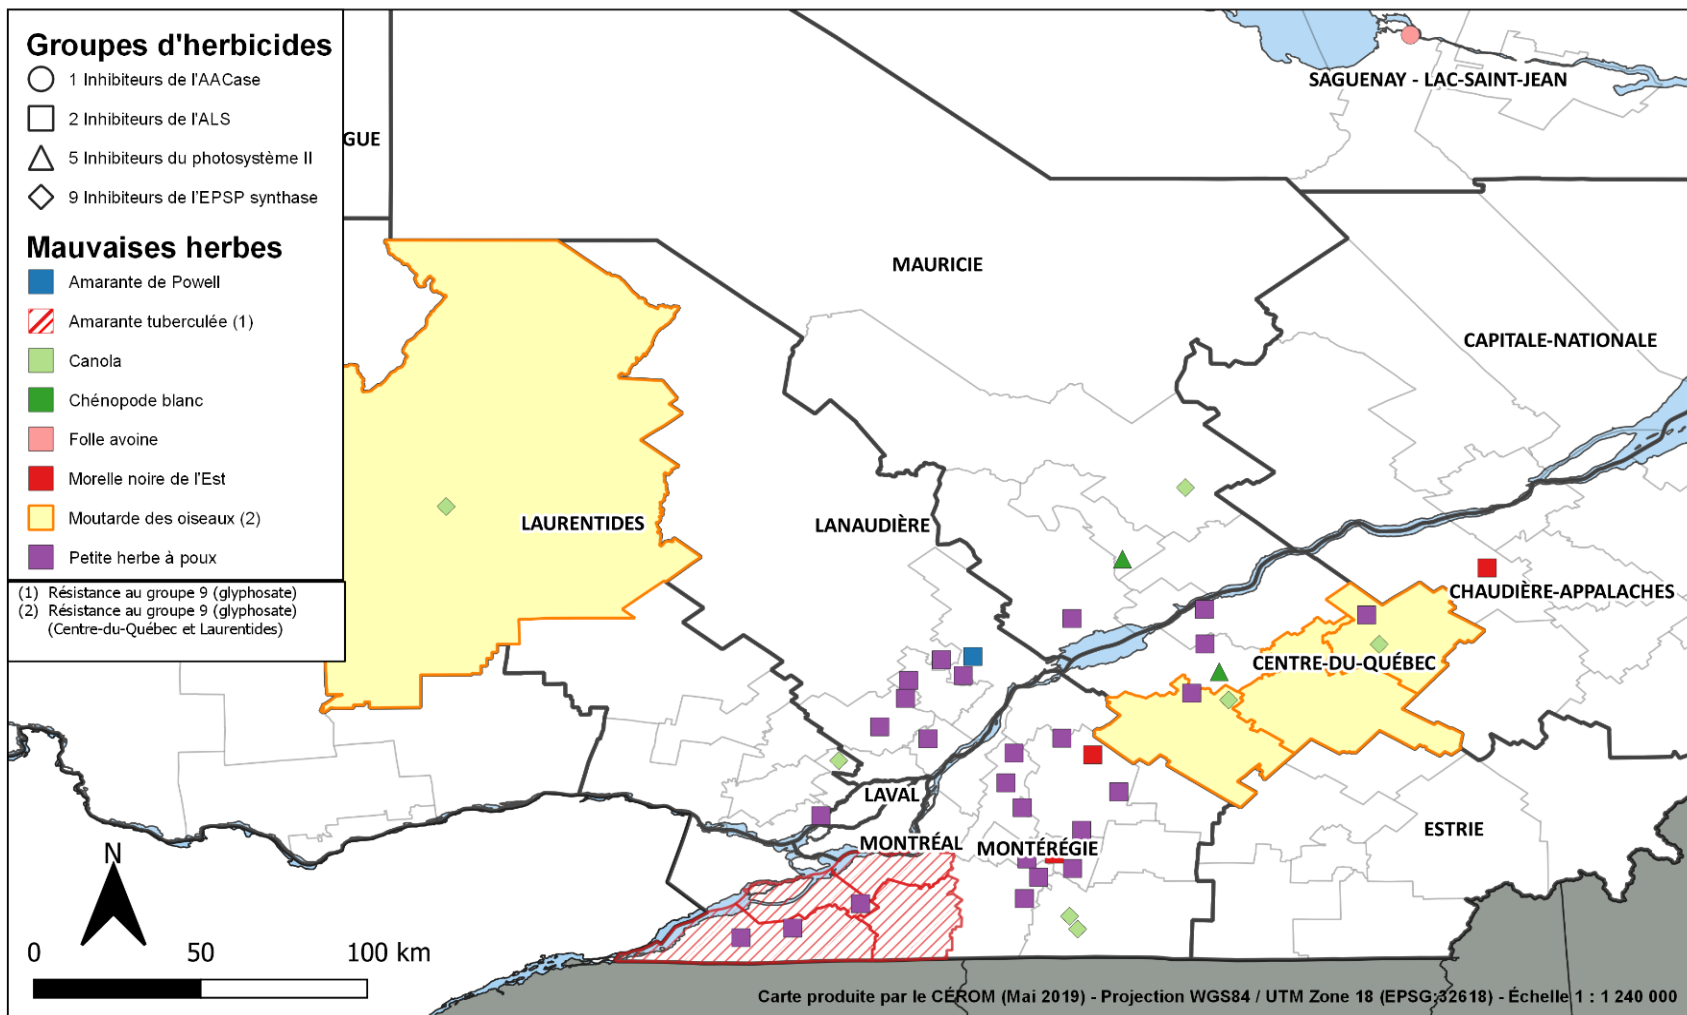 Groupes d'herbicides
1 Inhibiteurs de l'AACase
2 Inhibiteurs de l'ALS
5 Inhibiteurs du photosystème II
9 Inhibiteurs de l'EPSP synthase
Mauvaises herbes
Amarante de Powell
Amarante tuberculée (1)
Canola
Chénopode blanc
Folle avoine
Morelle noire de l'Est
Moutarde des oiseaux (2)
Petite herbe à poux
(1) Résistance au groupe 9 (glyphosate)
(2) Résistance au groupe 9 (glyphosate)
(Centre-du-Québec et Laurentides)
GUE
SAGUENAY - LAC-SAINT-JEAN
MAURICIE
CAPITALE-NATIONALE
LAURENTIDES
LANAUDIÈRE
CHAUDIÈRE-APPALACHES
CENTRE-DU-QUÉBEC
LAVAL
MONTRÉAL
MONTÉRÉGIE
ESTRIE
N
0 50 100 km
Carte produite par le CÉROM (Mai 2019) - Projection WGS84 / UTM Zone 18 (EPSG:32618) - Échelle 1 : 1 240 000